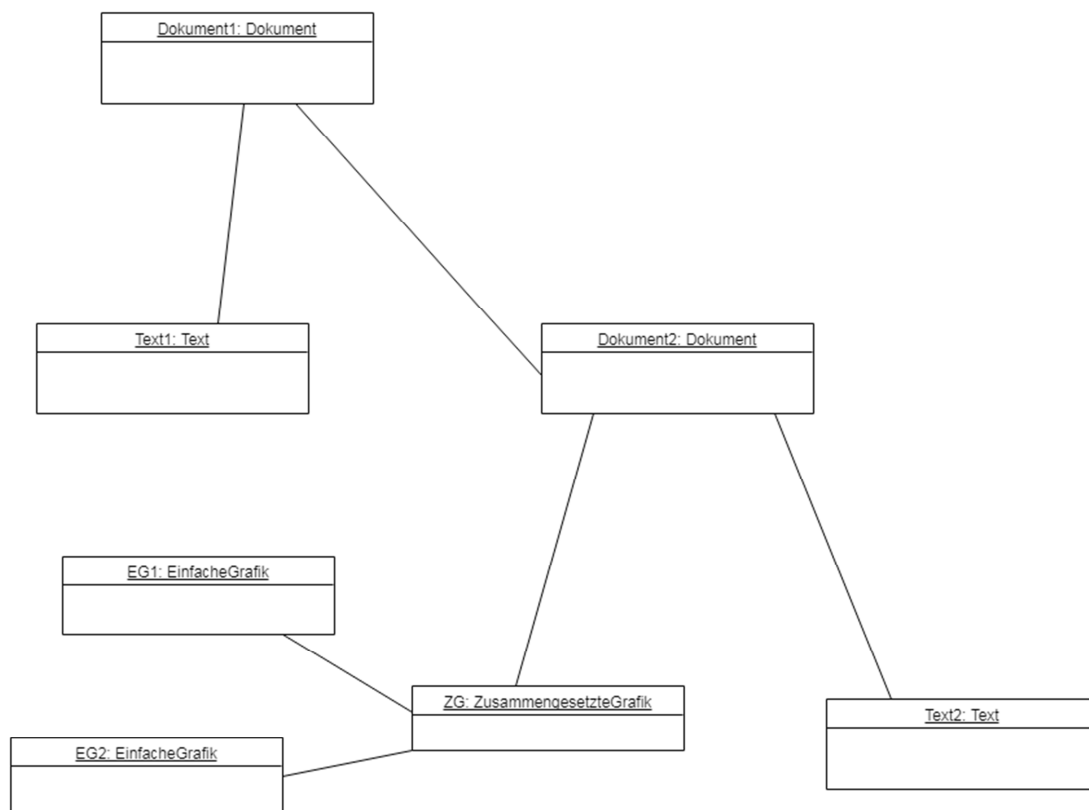 Dokument1: Dokument
Text1: Text
Dokument2: Dokument
EG1: EinfacheGrafik
ZG: ZusammengesetzteGrafik
Text2: Text
EG2: EinfacheGrafik